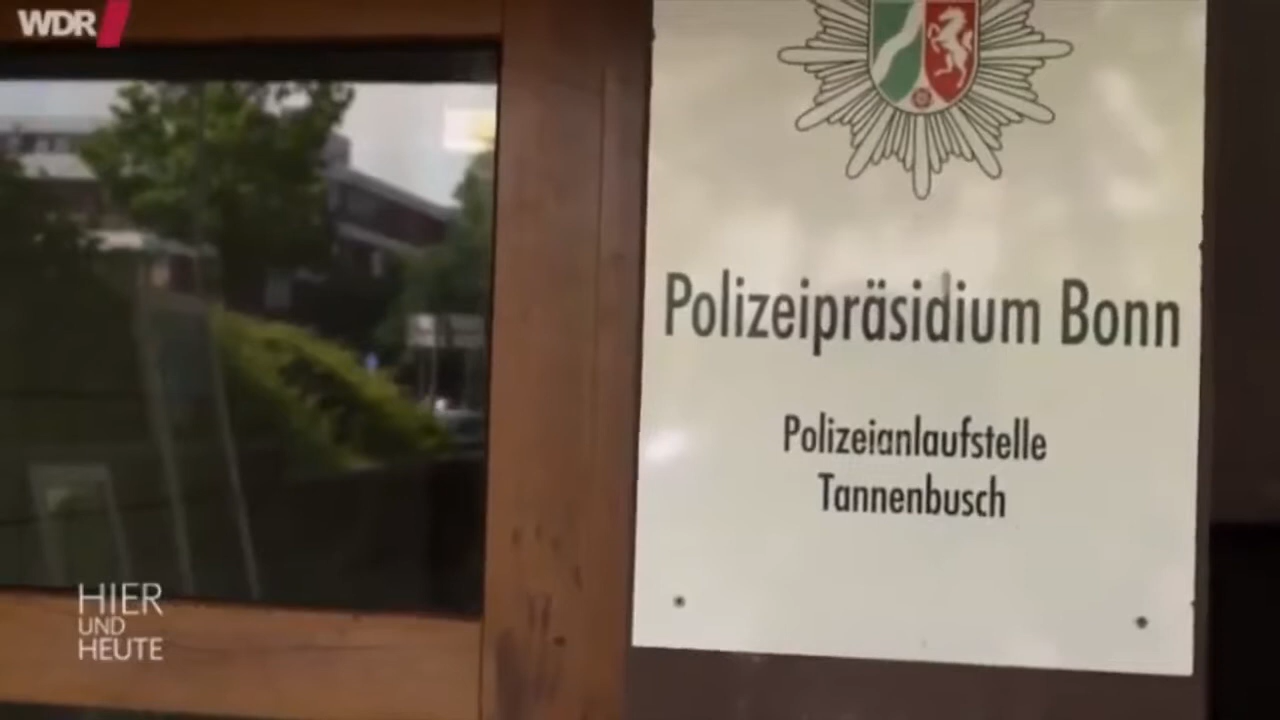 WDR
Polizeipräsidium Bonn
Polizeianlaufstelle
Tannenbusch
HIER
UND
HEUTE